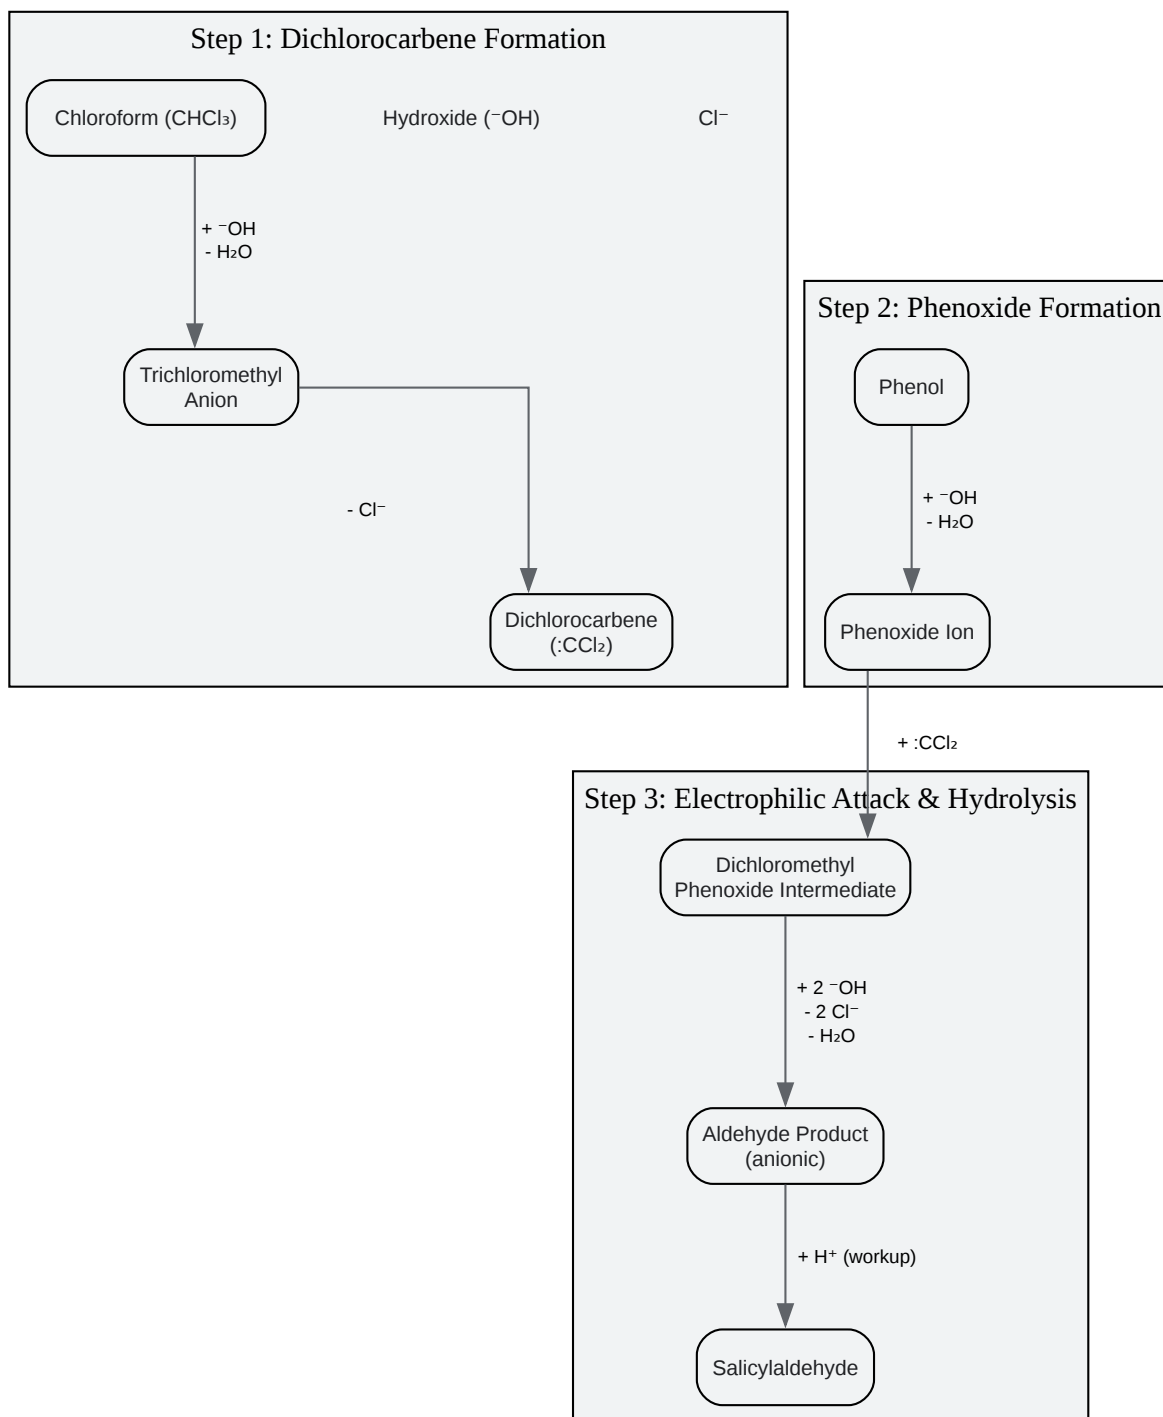 Step 1: Dichlorocarbene Formation
Chloroform (CHCl₃)
Hydroxide (⁻OH)
Cl⁻
+ ⁻OH
- H₂O
Trichloromethyl
Anion
- Cl⁻
Dichlorocarbene
(:CCl₂)
Step 2: Phenoxide Formation
Phenol
+ ⁻OH
- H₂O
Phenoxide Ion
+ :CCl₂
Step 3: Electrophilic Attack & Hydrolysis
Dichloromethyl
Phenoxide Intermediate
+ 2 ⁻OH
- 2 Cl⁻
- H₂O
Aldehyde Product
(anionic)
+ H⁺ (workup)
Salicylaldehyde